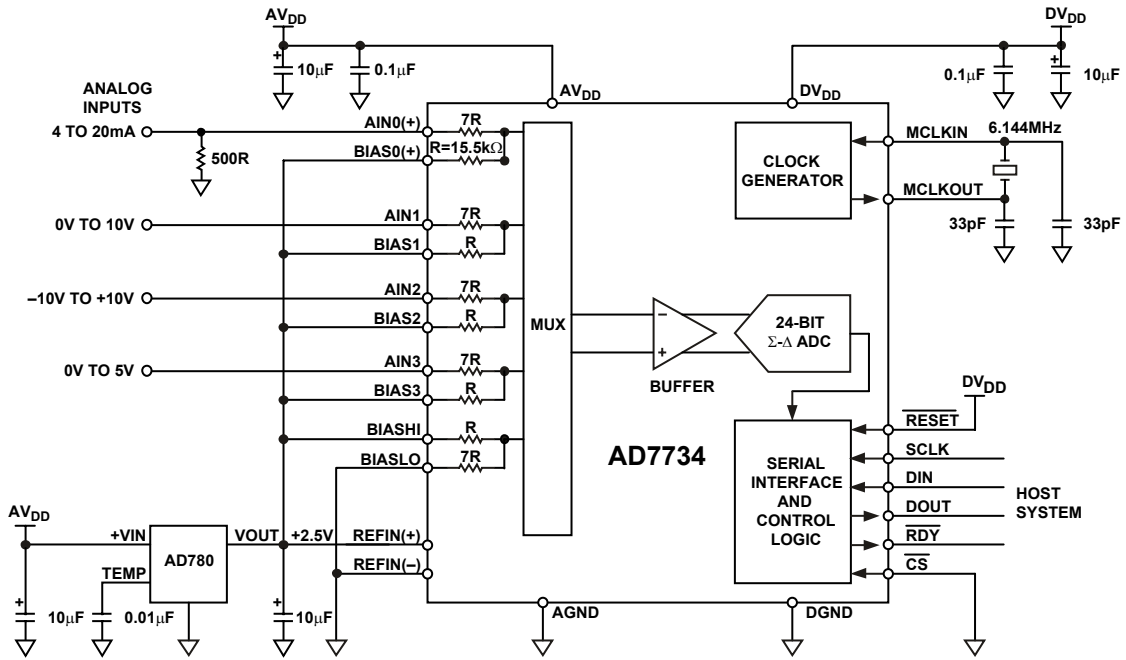 AVDD
10µF
0.1µF
DVDD
0.1µF
10µF
ANALOG
INPUTS
4 TO 20mA
500R
AIN0(+)
BIAS0(+)
7R
R=15.5kΩ
AVDD
DVDD
CLOCK
GENERATOR
MCLKIN
6.144MHz
MCLKOUT
33pF
33pF
0V TO 10V
AIN1
7R
BIAS1
R
–10V TO +10V
AIN2
7R
BIAS2
R
0V TO 5V
AIN3
7R
BIAS3
R
BIASHI
R
BIASLO
7R
MUX
–
+
BUFFER
24-BIT
Σ-Δ ADC
AD7734
SERIAL
INTERFACE
AND
CONTROL
LOGIC
DVDD
RESET
SCLK
DIN
DOUT
RDY
CS
HOST
SYSTEM
AVDD
+VIN
AD780
TEMP
VOUT
+2.5V
REFIN(+)
REFIN(–)
10µF
0.01µF
10µF
AGND
DGND